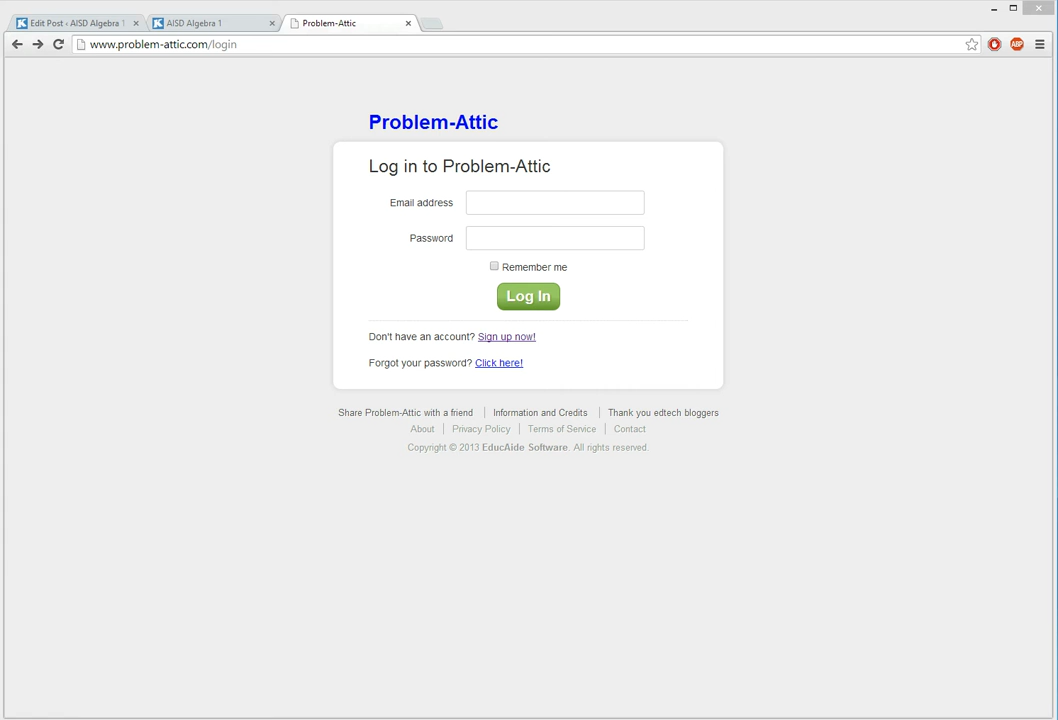 Edit Post ‹ AISD Algebra 1
AISD Algebra 1
Problem-Attic
www.problem-attic.com/login
ABP
Problem-Attic
Log in to Problem-Attic
Email address
Password
Remember me
Log In
Don't have an account? Sign up now!
Forgot your password? Click here!
Share Problem-Attic with a friend | Information and Credits | Thank you edtech bloggers
About | Privacy Policy | Terms of Service | Contact
Copyright © 2013 EducAide Software. All rights reserved.